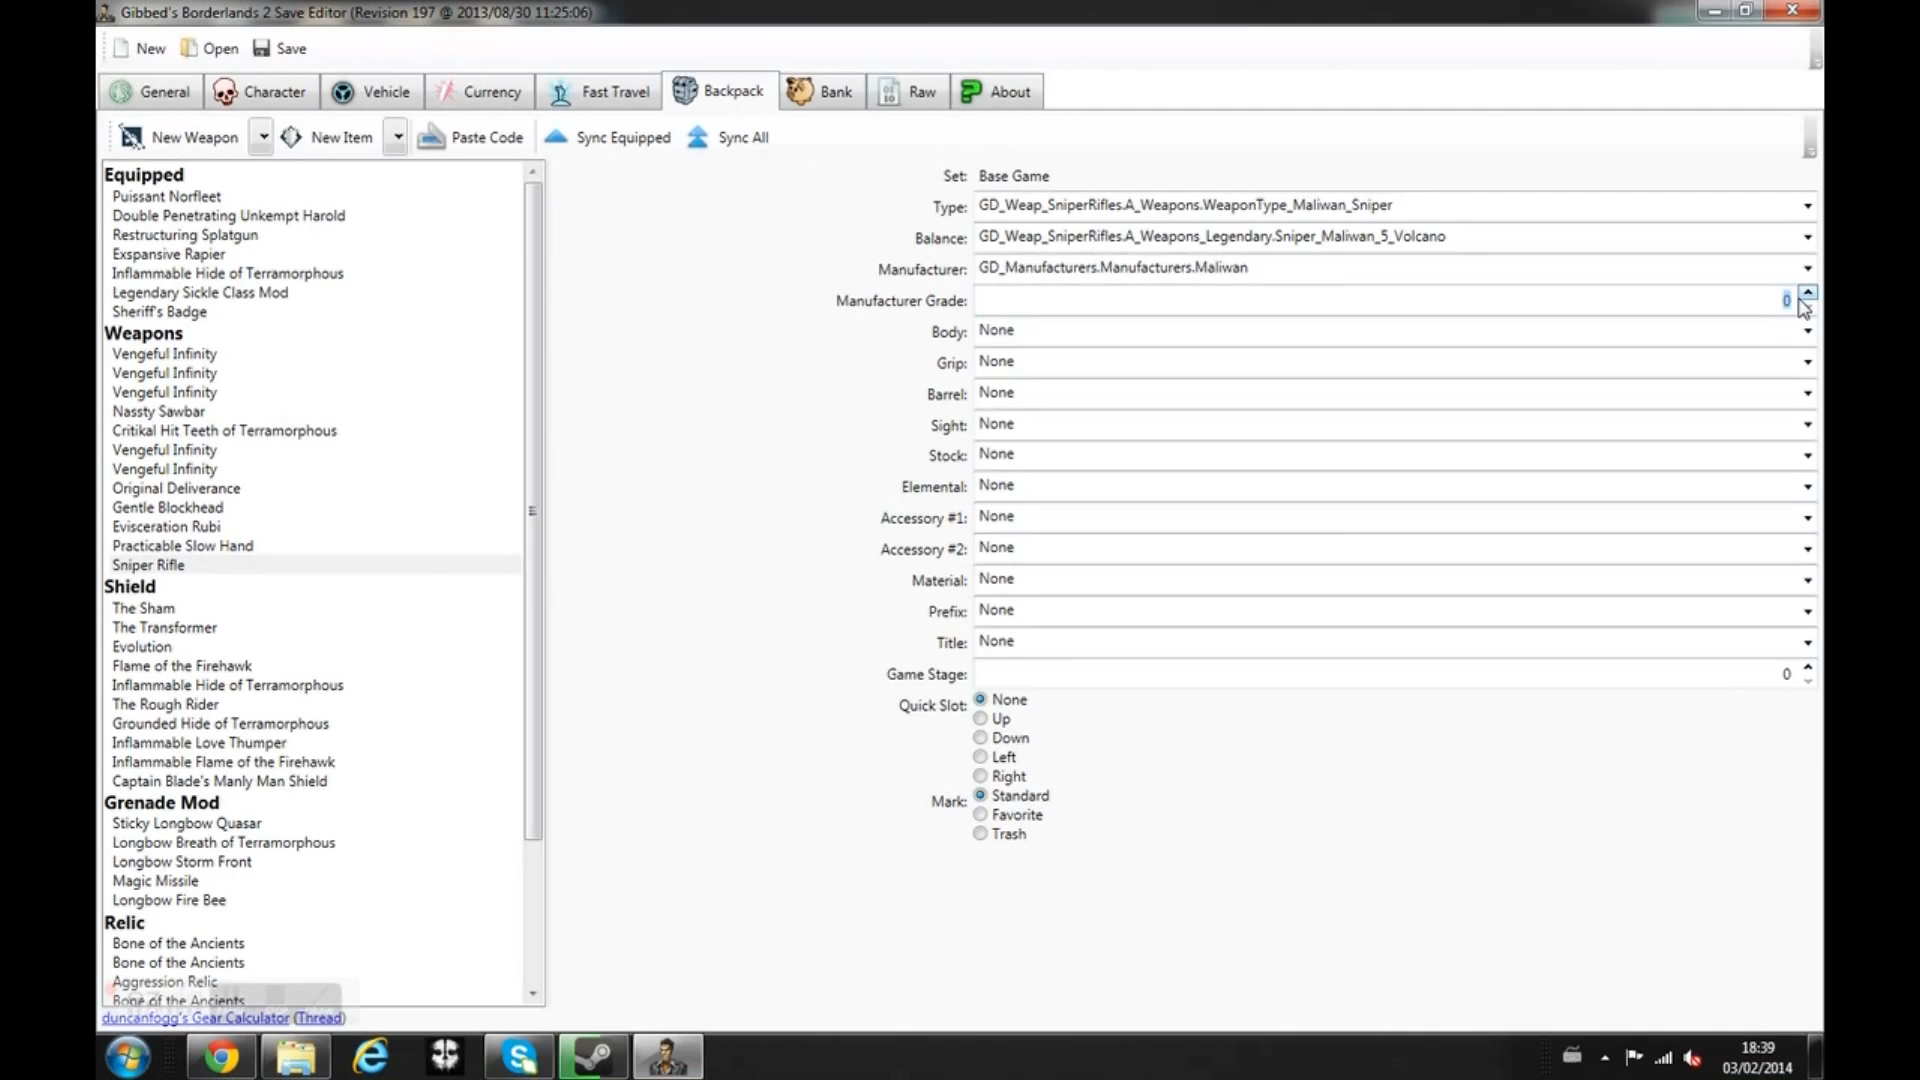 Gibbed's Borderlands 2 Save Editor (Revision 197 @ 2013/08/30 11:25:06)
New Open Save
General Character Vehicle Currency Fast Travel Backpack Bank Raw About
New Weapon New Item Paste Code Sync Equipped Sync All
Equipped
Puissant Norfleet
Double Penetrating Unkempt Harold
Restructuring Splatgun
Exspansive Rapier
Inflammable Hide of Terramorphous
Legendary Sickle Class Mod
Sheriff's Badge
Weapons
Vengeful Infinity
Vengeful Infinity
Vengeful Infinity
Nassty Sawbar
Critikal Hit Teeth of Terramorphous
Vengeful Infinity
Vengeful Infinity
Original Deliverance
Gentle Blockhead
Evisceration Rubi
Practicable Slow Hand
Sniper Rifle
Shield
The Sham
The Transformer
Evolution
Flame of the Firehawk
Inflammable Hide of Terramorphous
The Rough Rider
Grounded Hide of Terramorphous
Inflammable Love Thumper
Inflammable Flame of the Firehawk
Captain Blade's Manly Man Shield
Grenade Mod
Sticky Longbow Quasar
Longbow Breath of Terramorphous
Longbow Storm Front
Magic Missile
Longbow Fire Bee
Relic
Bone of the Ancients
Bone of the Ancients
Aggression Relic
Bone of the Ancients
duncanfogg's Gear Calculator (Thread)
Set: Base Game
Type: GD_Weap_SniperRifles.A_Weapons.WeaponType_Maliwan_Sniper
Balance: GD_Weap_SniperRifles.A_Weapons_Legendary.Sniper_Maliwan_5_Volcano
Manufacturer: GD_Manufacturers.Manufacturers.Maliwan
Manufacturer Grade: 0
Body: None
Grip: None
Barrel: None
Sight: None
Stock: None
Elemental: None
Accessory #1: None
Accessory #2: None
Material: None
Prefix: None
Title: None
Game Stage: 0
Quick Slot: None
Up
Down
Left
Right
Mark: Standard
Favorite
Trash
18:39
03/02/2014